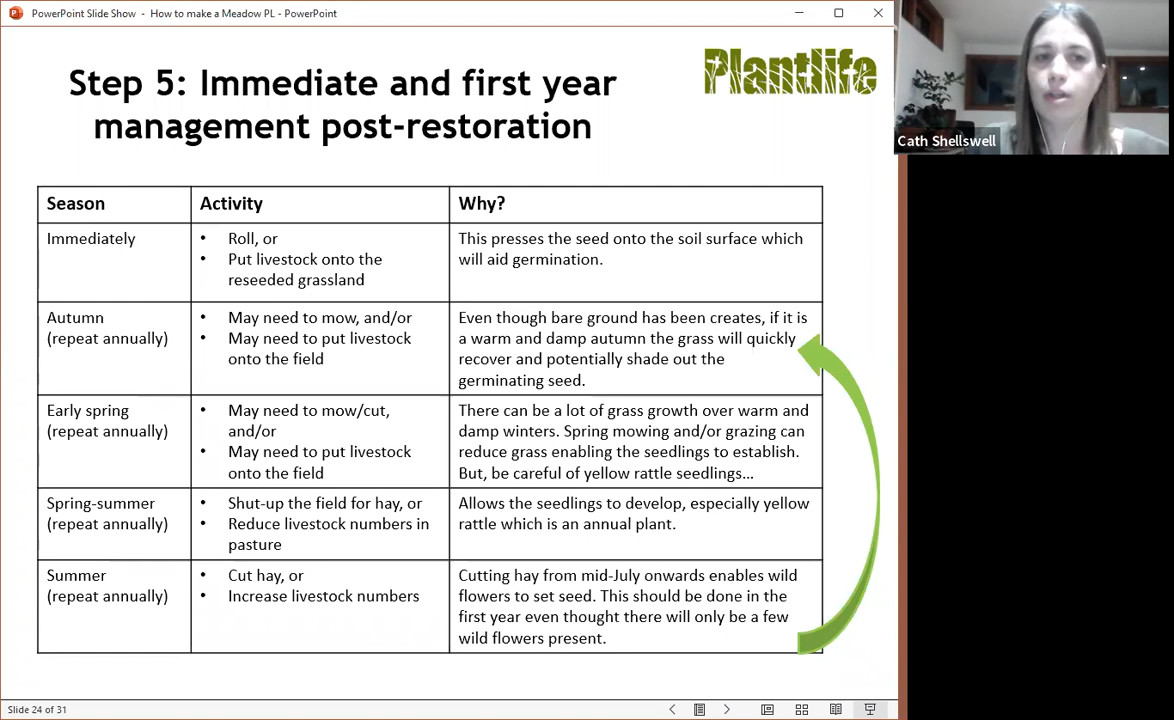 PowerPoint Slide Show - How to make a Meadow PL - PowerPoint
Step 5: Immediate and first year
management post-restoration
Plantlife
Cath Shellswell
Season
Activity
Why?
Immediately
• Roll, or
• Put livestock onto the
reseeded grassland
This presses the seed onto the soil surface which
will aid germination.
Autumn
(repeat annually)
• May need to mow, and/or
• May need to put livestock
onto the field
Even though bare ground has been creates, if it is
a warm and damp autumn the grass will quickly
recover and potentially shade out the
germinating seed.
Early spring
(repeat annually)
• May need to mow/cut,
and/or
• May need to put livestock
onto the field
There can be a lot of grass growth over warm and
damp winters. Spring mowing and/or grazing can
reduce grass enabling the seedlings to establish.
But, be careful of yellow rattle seedlings...
Spring-summer
(repeat annually)
• Shut-up the field for hay, or
• Reduce livestock numbers in
pasture
Allows the seedlings to develop, especially yellow
rattle which is an annual plant.
Summer
(repeat annually)
• Cut hay, or
• Increase livestock numbers
Cutting hay from mid-July onwards enables wild
flowers to set seed. This should be done in the
first year even thought there will only be a few
wild flowers present.
Slide 24 of 31